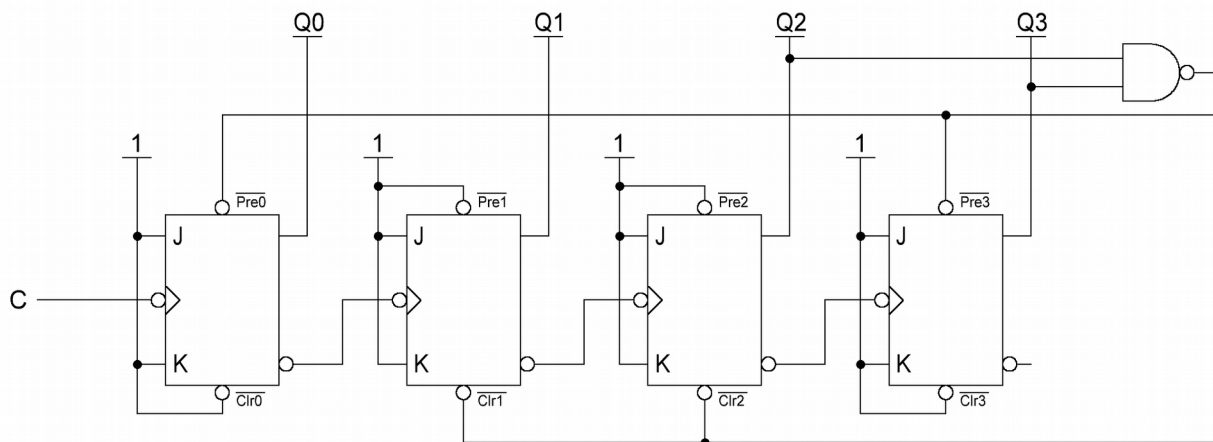 Q0 Q1 Q2 Q3
1 1 1 1
Pre0 Pre1 Pre2 Pre3
J J J J
C
K K K K
Clr0 Clr1 Clr2 Clr3